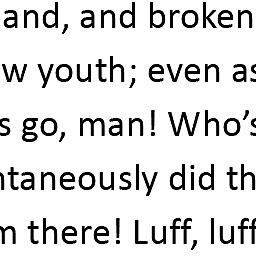 and, and broken
w youth; even as
s go, man! Who's
ntaneously did th
m there! Luff, luff